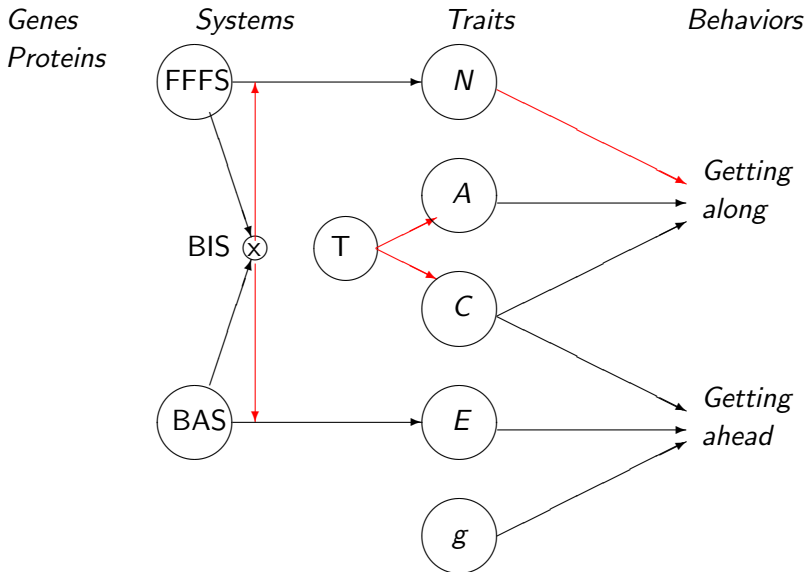 Genes
Proteins
Systems
Traits
Behaviors
FFFS
N
Getting
along
A
BIS
x
T
C
BAS
E
Getting
ahead
g